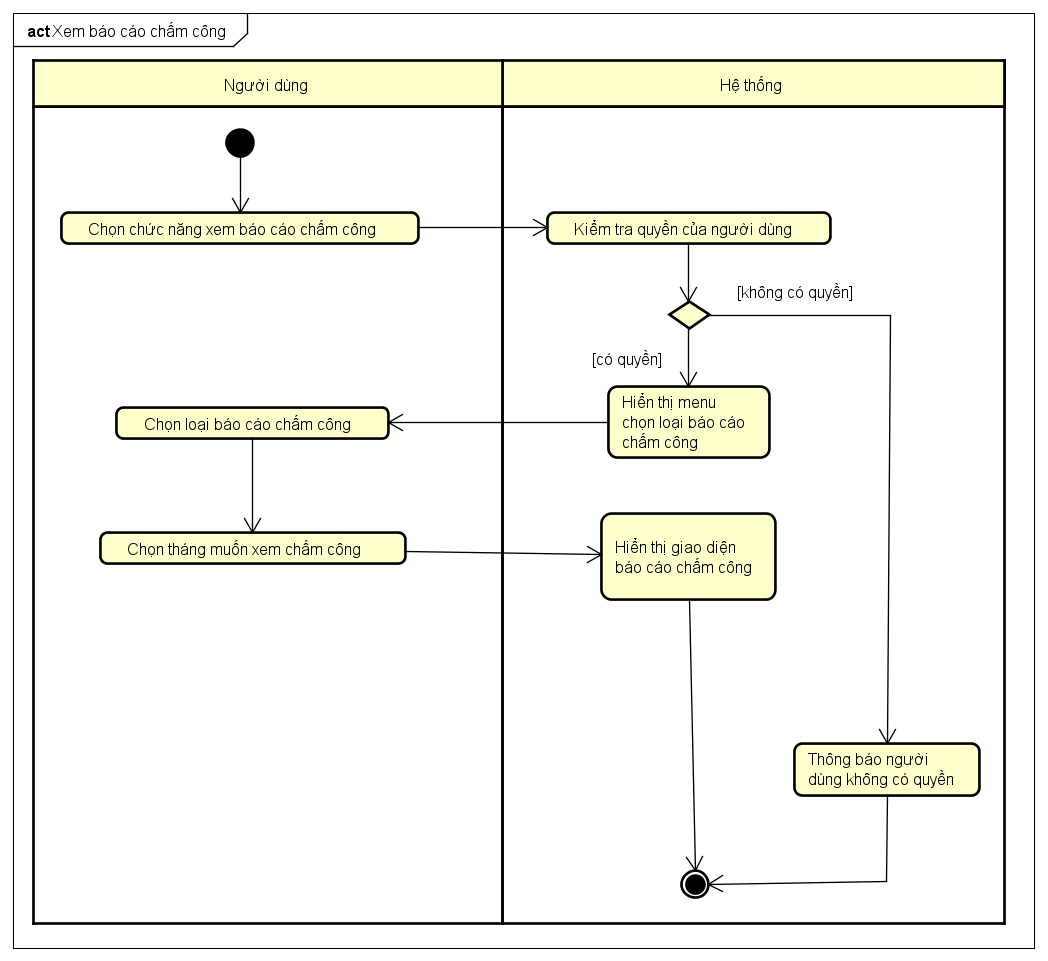 act Xem báo cáo chấm công
Người dùng
Hệ thống
Chọn chức năng xem báo cáo chấm công
Kiểm tra quyền của người dùng
[không có quyền]
[có quyền]
Hiển thị menu
chọn loại báo cáo
chấm công
Chọn loại báo cáo chấm công
Chọn tháng muốn xem chấm công
Hiển thị giao diện
báo cáo chấm công
Thông báo người
dùng không có quyền